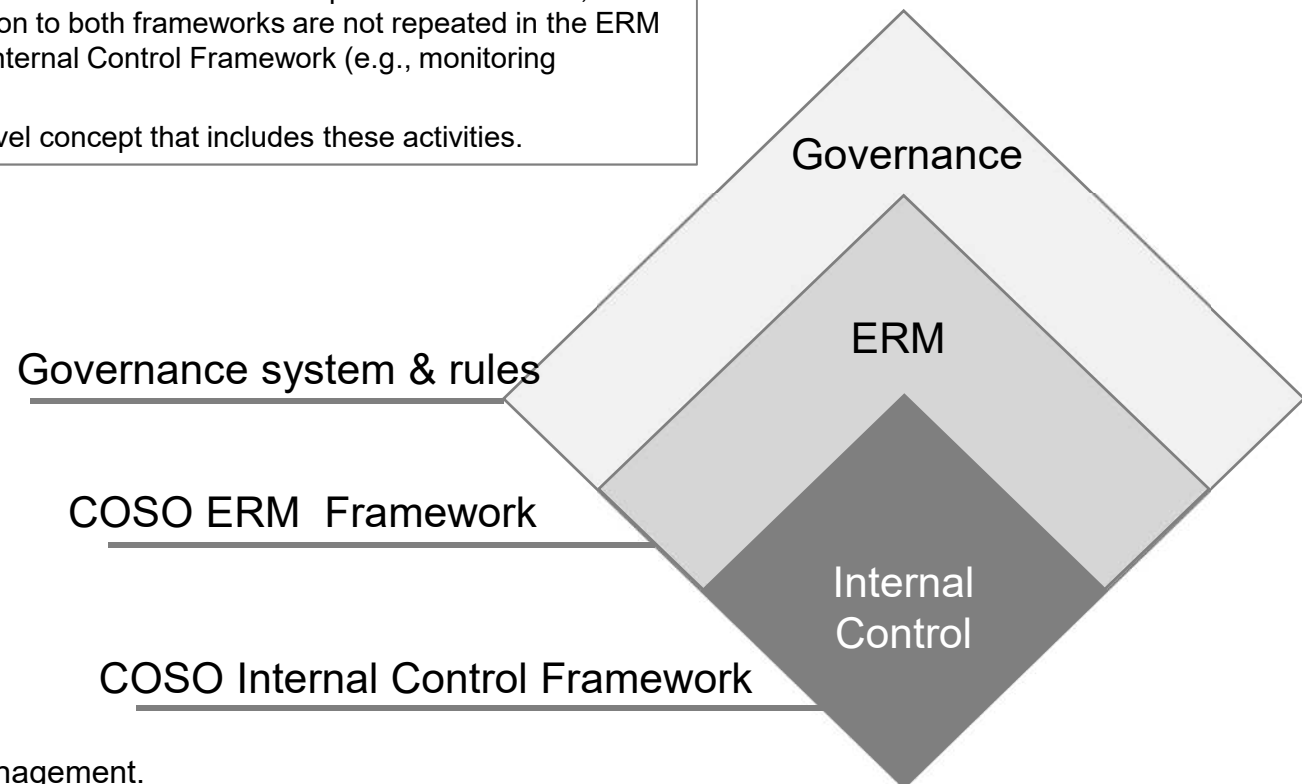 on to both frameworks are not repeated in the ERM
nternal Control Framework (e.g., monitoring
vel concept that includes these activities.
Governance
ERM
Governance system & rules
COSO ERM  Framework
Internal
Control
COSO Internal Control Framework
nagement.